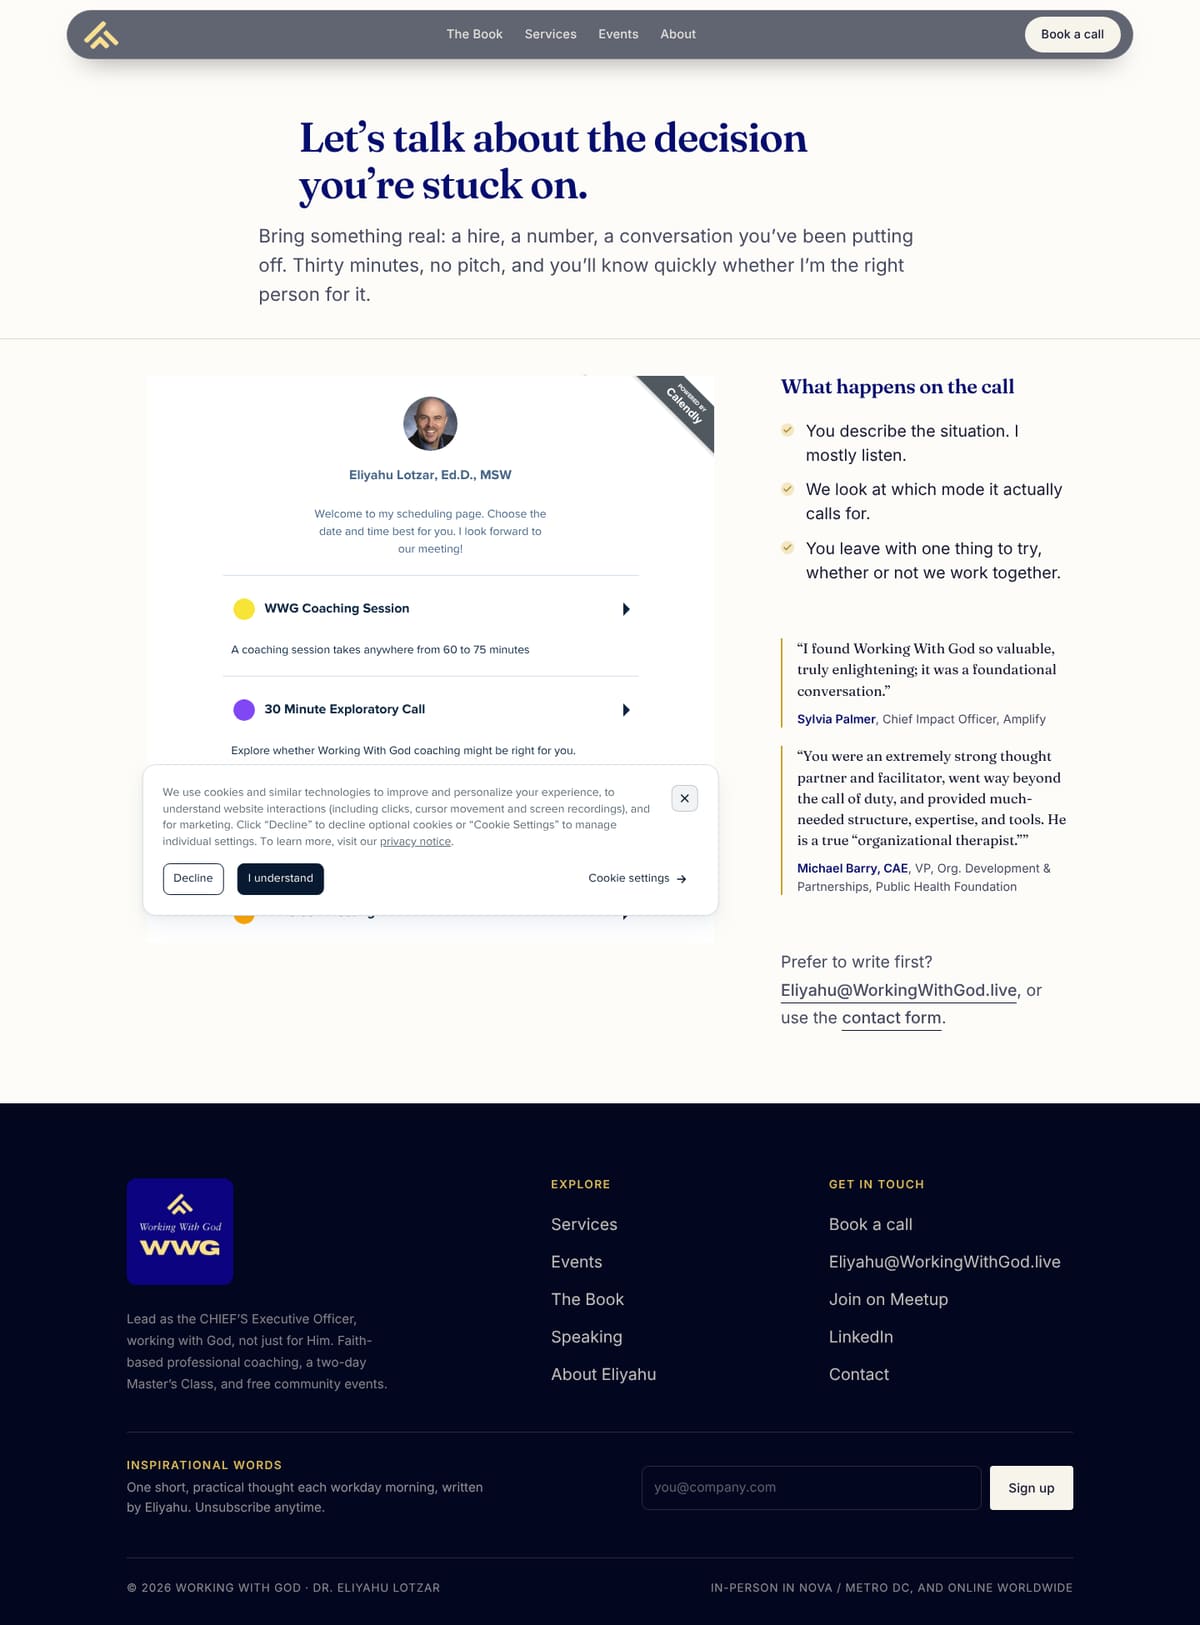 The Book
Services
Events
About
Book a call
Let’s talk about the decision
you’re stuck on.
Bring something real: a hire, a number, a conversation you’ve been putting
off. Thirty minutes, no pitch, and you’ll know quickly whether I’m the right
person for it.
POWERED BY
Calendly
Eliyahu Lotzar, Ed.D., MSW
Welcome to my scheduling page. Choose the
date and time best for you. I look forward to
our meeting!
WWG Coaching Session
A coaching session takes anywhere from 60 to 75 minutes
30 Minute Exploratory Call
Explore whether Working With God coaching might be right for you.
We use cookies and similar technologies to improve and personalize your experience, to
understand website interactions (including clicks, cursor movement and screen recordings), and
for marketing. Click “Decline” to decline optional cookies or “Cookie Settings” to manage
individual settings. To learn more, visit our privacy notice.
Decline
I understand
Cookie settings
What happens on the call
You describe the situation. I
mostly listen.
We look at which mode it actually
calls for.
You leave with one thing to try,
whether or not we work together.
“I found Working With God so valuable,
truly enlightening; it was a foundational
conversation.”
Sylvia Palmer, Chief Impact Officer, Amplify
“You were an extremely strong thought
partner and facilitator, went way beyond
the call of duty, and provided much-
needed structure, expertise, and tools. He
is a true “organizational therapist.””
Michael Barry, CAE, VP, Org. Development &
Partnerships, Public Health Foundation
Prefer to write first?
Eliyahu@WorkingWithGod.live, or
use the contact form.
Working With God
WWG
Lead as the CHIEF’S Executive Officer,
working with God, not just for Him. Faith-
based professional coaching, a two-day
Master’s Class, and free community events.
EXPLORE
Services
Events
The Book
Speaking
About Eliyahu
GET IN TOUCH
Book a call
Eliyahu@WorkingWithGod.live
Join on Meetup
LinkedIn
Contact
INSPIRATIONAL WORDS
One short, practical thought each workday morning, written
by Eliyahu. Unsubscribe anytime.
you@company.com
Sign up
© 2026 WORKING WITH GOD · DR. ELIYAHU LOTZAR
IN-PERSON IN NOVA / METRO DC, AND ONLINE WORLDWIDE